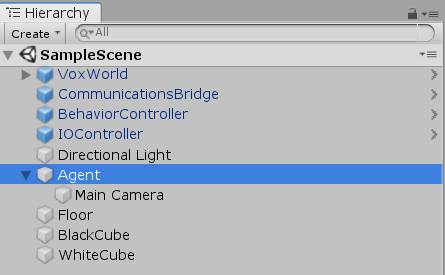 Hierarchy
Create All
SampleScene
VoxWorld
CommunicationsBridge
BehaviorController
IOController
Directional Light
Agent
Main Camera
Floor
BlackCube
WhiteCube